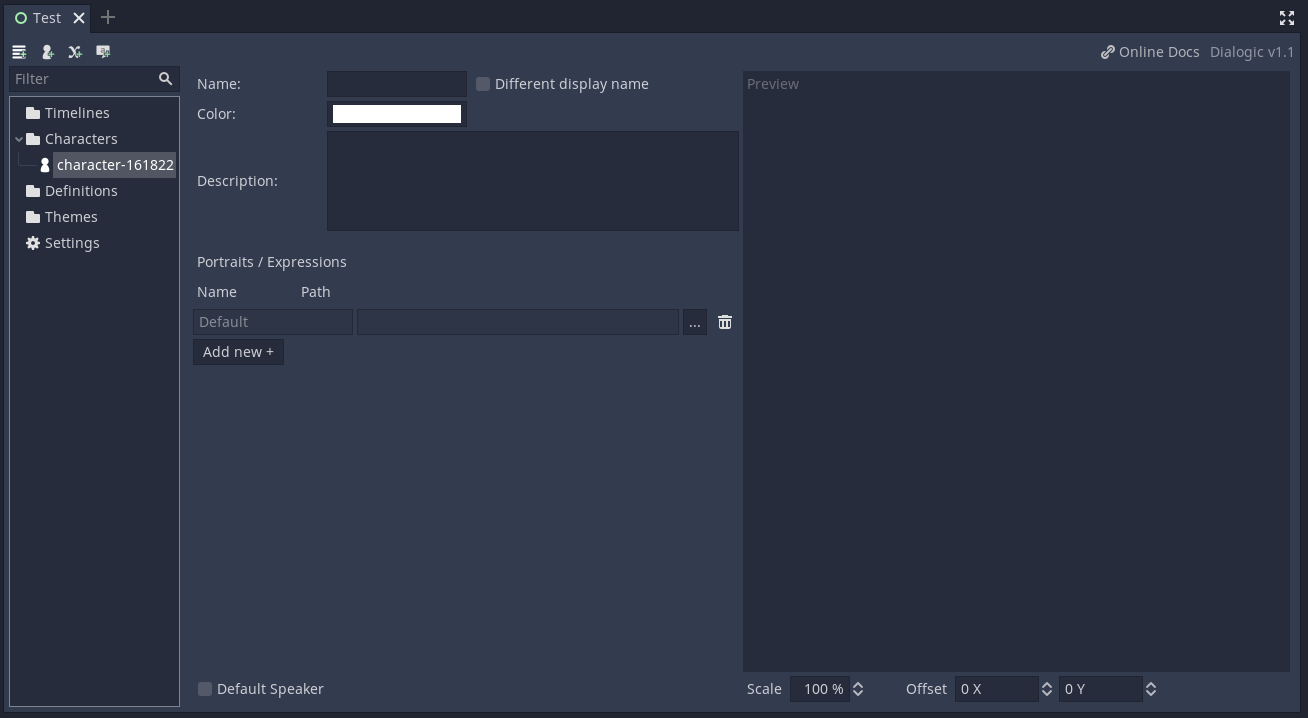 Test
Online Docs Dialogic v1.1
Filter
Timelines
Characters
character-161822
Definitions
Themes
Settings
Name:
Different display name
Color:
Description:
Portraits / Expressions
Name Path
Default
...
Add new +
Default Speaker
Preview
Scale 100 % Offset 0 X 0 Y